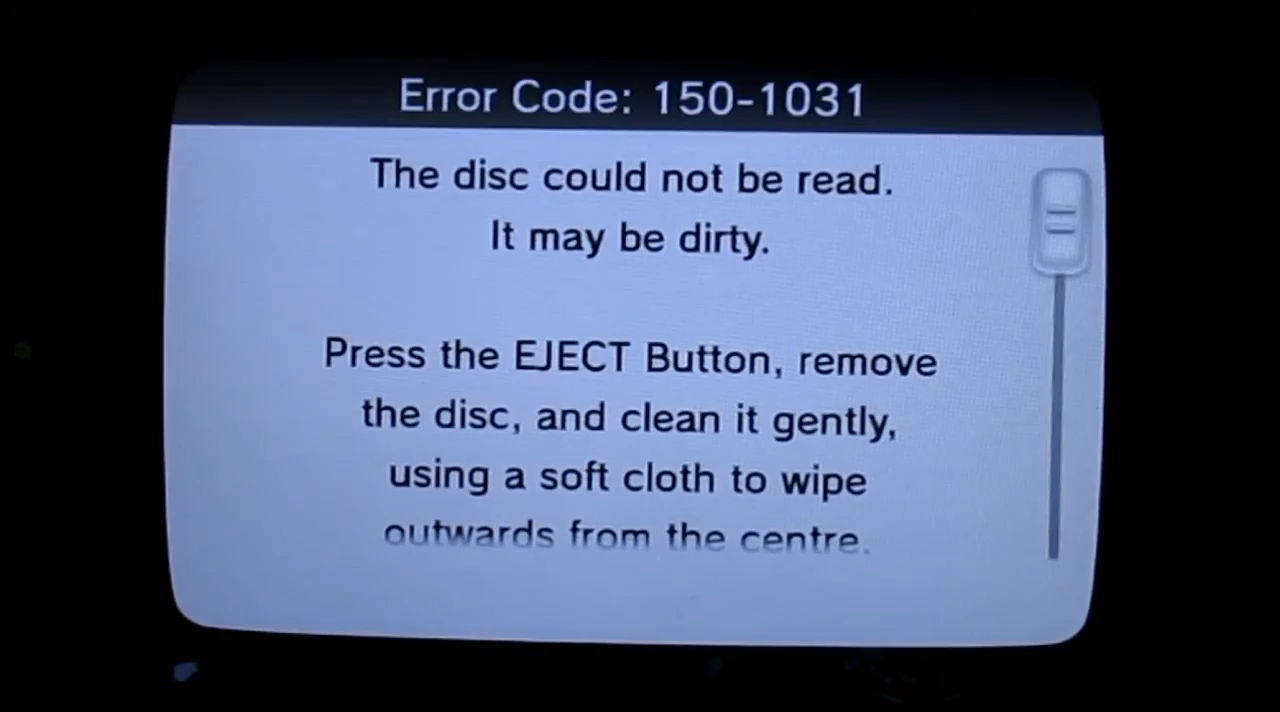 Error Code: 150-1031
The disc could not be read.
It may be dirty.
Press the EJECT Button, remove
the disc, and clean it gently,
using a soft cloth to wipe
outwards from the centre.